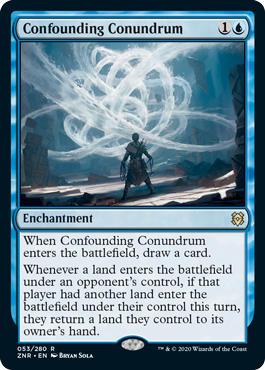 Confounding Conundrum 1
Enchantment
When Confounding Conundrum
enters the battlefield, draw a card.
Whenever a land enters the battlefield
under an opponent's control, if that
player had another land enter the
battlefield under their control this turn,
they return a land they control to its
owner's hand.
053/280 R
ZNR • EN BRYAN SOLA
™ & © 2020 Wizards of the Coast